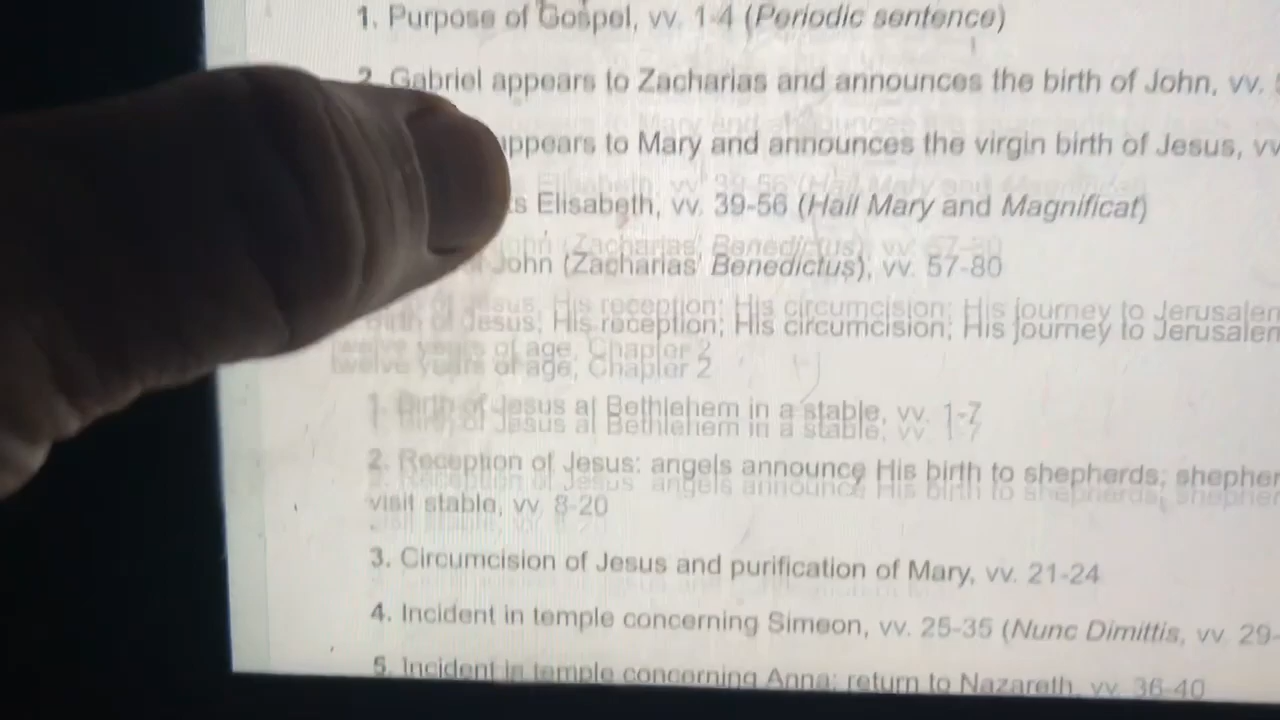 1. Purpose of Gospel, vv. 1-4 (Periodic sentence)
2. Gabriel appears to Zacharias and announces the birth of John, vv.
appears to Mary and announces the virgin birth of Jesus, vv
Elisabeth, vv. 39-56 (Hail Mary and Magnificat)
John (Zacharias' Benedictus), vv. 57-80
of Jesus; His reception; His circumcision; His journey to Jerusalem
twelve years of age, Chapter 2
1. Birth of Jesus at Bethlehem in a stable, vv. 1-7
2. Reception of Jesus: angels announce His birth to shepherds; shepher
visit stable, vv. 8-20
3. Circumcision of Jesus and purification of Mary, vv. 21-24
4. Incident in temple concerning Simeon, vv. 25-35 (Nunc Dimittis, vv. 29-
5. Incident in temple concerning Anna; return to Nazareth, vv. 36-40